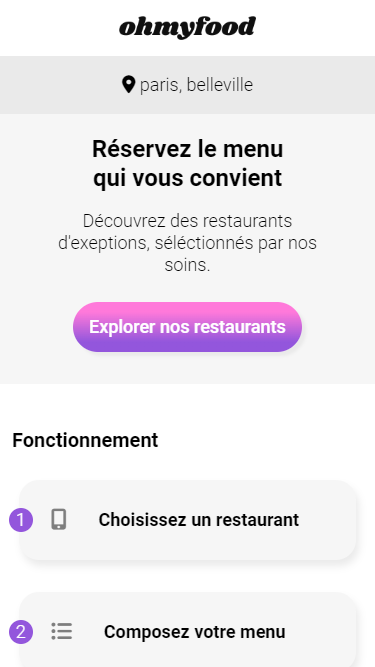 ohmyfood
paris, belleville
Réservez le menu
qui vous convient
Découvrez des restaurants
d'exeptions, séléctionnés par nos
soins.
Explorer nos restaurants
Fonctionnement
1 Choisissez un restaurant
2 Composez votre menu